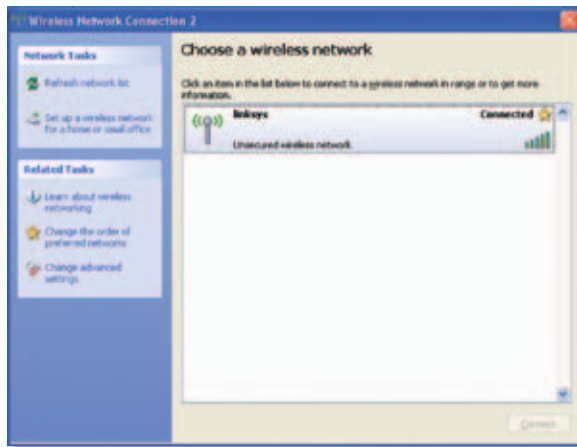 Wireless Network Connection 2
Network Tasks
Refresh network list
Set up a wireless network
for a home or small office
Related Tasks
Learn about wireless
networking
Change the order of
preferred networks
Change advanced
settings
Choose a wireless network
Click an item in the list below to connect to a wireless network in range or to get more
information.
linksys
Connected
Unsecured wireless network
Connect